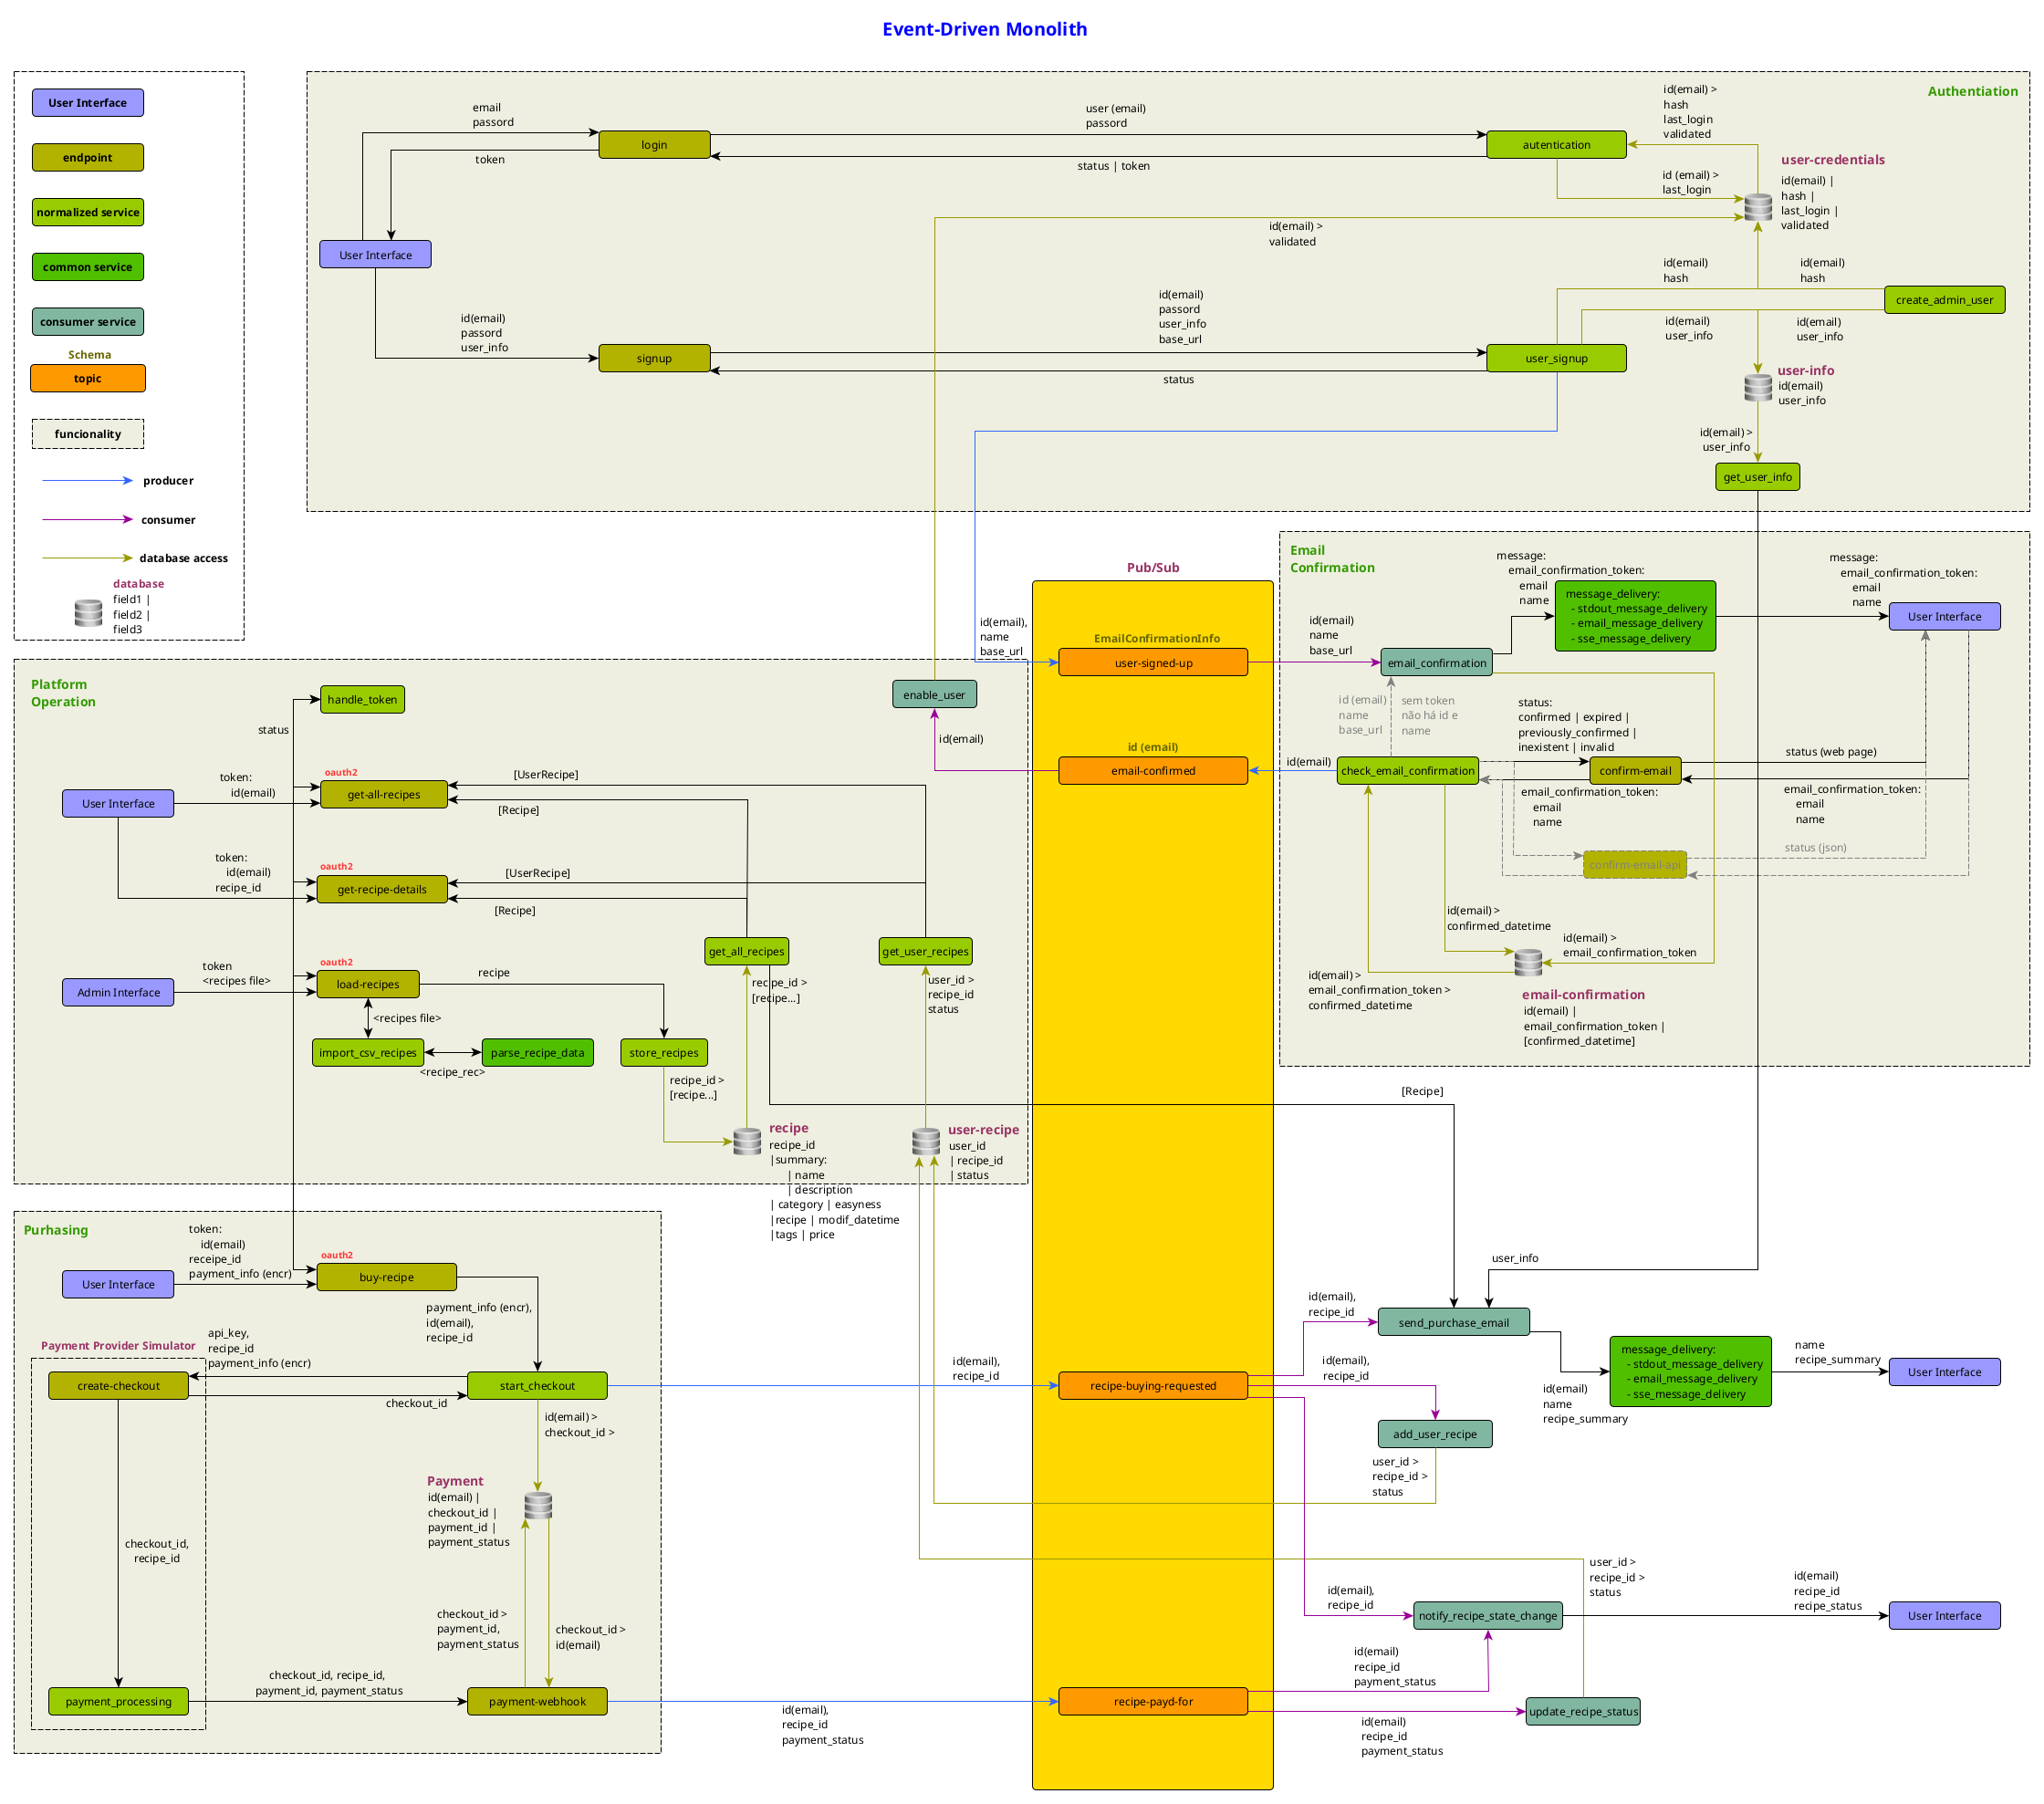 Event-Driven Monolith
User Interface
endpoint
normalized service
common service
consumer service
Schema
topic
funcionality
producer
consumer
database access
database
field1 |
field2 |
field3
Authentiation
email
passord
token
login
user (email)
passord
status | token
autentication
id(email) >
hash
last_login
validated
id (email) >
last_login
user-credentials
id(email) |
hash |
last_login |
validated
id(email) >
validated
User Interface
id(email)
passord
user_info
signup
id(email)
passord
user_info
base_url
status
user_signup
id(email)
hash
id(email)
hash
create_admin_user
id(email)
user_info
id(email)
user_info
user-info
id(email)
user_info
id(email) >
user_info
get_user_info
Pub/Sub
id(email),
name
base_url
EmailConfirmationInfo
user-signed-up
id (email)
email-confirmed
recipe-buying-requested
recipe-payd-for
Email
Confirmation
id(email)
name
base_url
email_confirmation
message:
email_confirmation_token:
email
name
message_delivery:
- stdout_message_delivery
- email_message_delivery
- sse_message_delivery
message:
email_confirmation_token:
email
name
User Interface
id (email)
name
base_url
sem token
não há id e
name
status:
confirmed | expired |
previously_confirmed |
inexistent | invalid
id(email)
check_email_confirmation
confirm-email
status (web page)
email_confirmation_token:
email
name
email_confirmation_token:
email
name
confirm-email-api
status (json)
id(email) >
confirmed_datetime
id(email) >
email_confirmation_token
id(email) >
email_confirmation_token >
confirmed_datetime
email-confirmation
id(email) |
email_confirmation_token |
[confirmed_datetime]
Platform
Operation
handle_token
status
enable_user
id(email)
token:
id(email)
User Interface
oauth2
get-all-recipes
[UserRecipe]
[Recipe]
token:
id(email)
recipe_id
oauth2
get-recipe-details
[UserRecipe]
[Recipe]
get_all_recipes
get_user_recipes
Admin Interface
token
<recipes file>
oauth2
load-recipes
recipe
<recipes file>
import_csv_recipes
<recipe_rec>
parse_recipe_data
store_recipes
recipe_id >
[recipe...]
recipe_id >
[recipe...]
user_id >
recipe_id
status
recipe
recipe_id
|summary:
| name
| description
| category | easyness
|recipe | modif_datetime
|tags | price
user-recipe
user_id
| recipe_id
| status
[Recipe]
user_info
Purhasing
token:
id(email)
receipe_id
payment_info (encr)
User Interface
oauth2
buy-recipe
payment_info (encr),
id(email),
recipe_id
Payment Provider Simulator
api_key,
recipe_id
payment_info (encr)
create-checkout
checkout_id
start_checkout
id(email) >
checkout_id >
Payment
id(email) |
checkout_id |
payment_id |
payment_status
checkout_id,
recipe_id
checkout_id >
payment_id,
payment_status
checkout_id >
id(email)
payment_processing
checkout_id, recipe_id,
payment_id, payment_status
payment-webhook
id(email),
recipe_id
id(email),
recipe_id
payment_status
id(email),
recipe_id
send_purchase_email
id(email),
recipe_id
add_user_recipe
user_id >
recipe_id >
status
id(email)
name
recipe_summary
message_delivery:
- stdout_message_delivery
- email_message_delivery
- sse_message_delivery
name
recipe_summary
User Interface
id(email),
recipe_id
notify_recipe_state_change
user_id >
recipe_id >
status
id(email)
recipe_id
recipe_status
User Interface
id(email)
recipe_id
payment_status
update_recipe_status
id(email)
recipe_id
payment_status